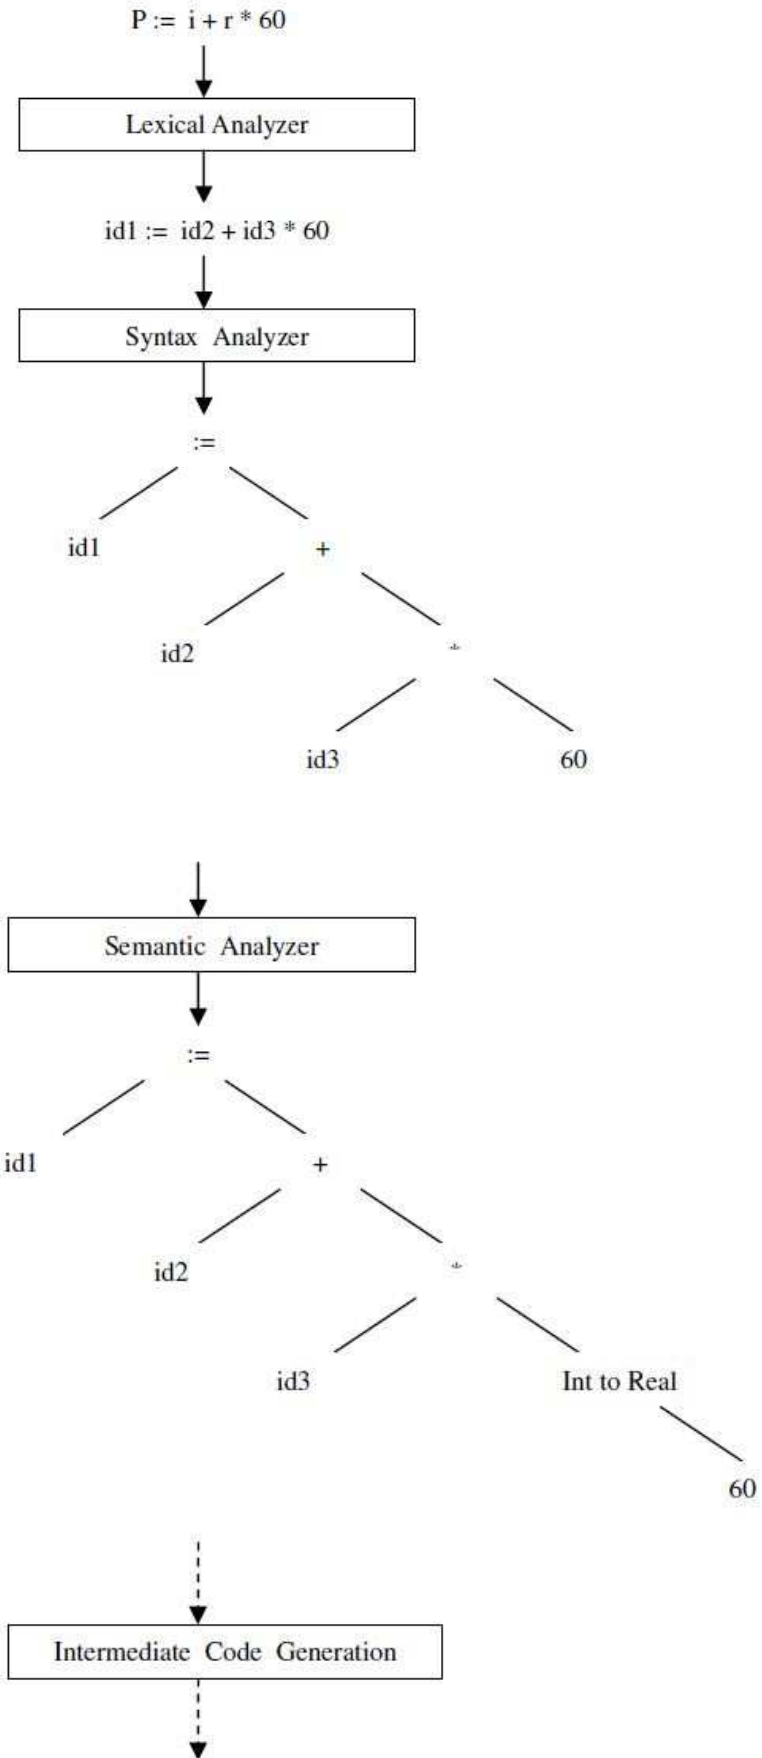 P := i + r * 60
Lexical Analyzer
id1 := id2 + id3 * 60
Syntax Analyzer
:=
id1
+
id2
*
id3
60
Semantic Analyzer
:=
id1
+
id2
*
id3
Int to Real
60
Intermediate Code Generation